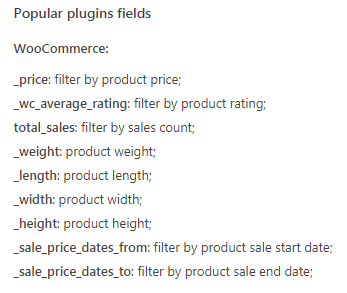 Popular plugins fields
WooCommerce:
_price: filter by product price;
_wc_average_rating: filter by product rating;
total_sales: filter by sales count;
_weight: product weight;
_length: product length;
_width: product width;
_height: product height;
_sale_price_dates_from: filter by product sale start date;
_sale_price_dates_to: filter by product sale end date;